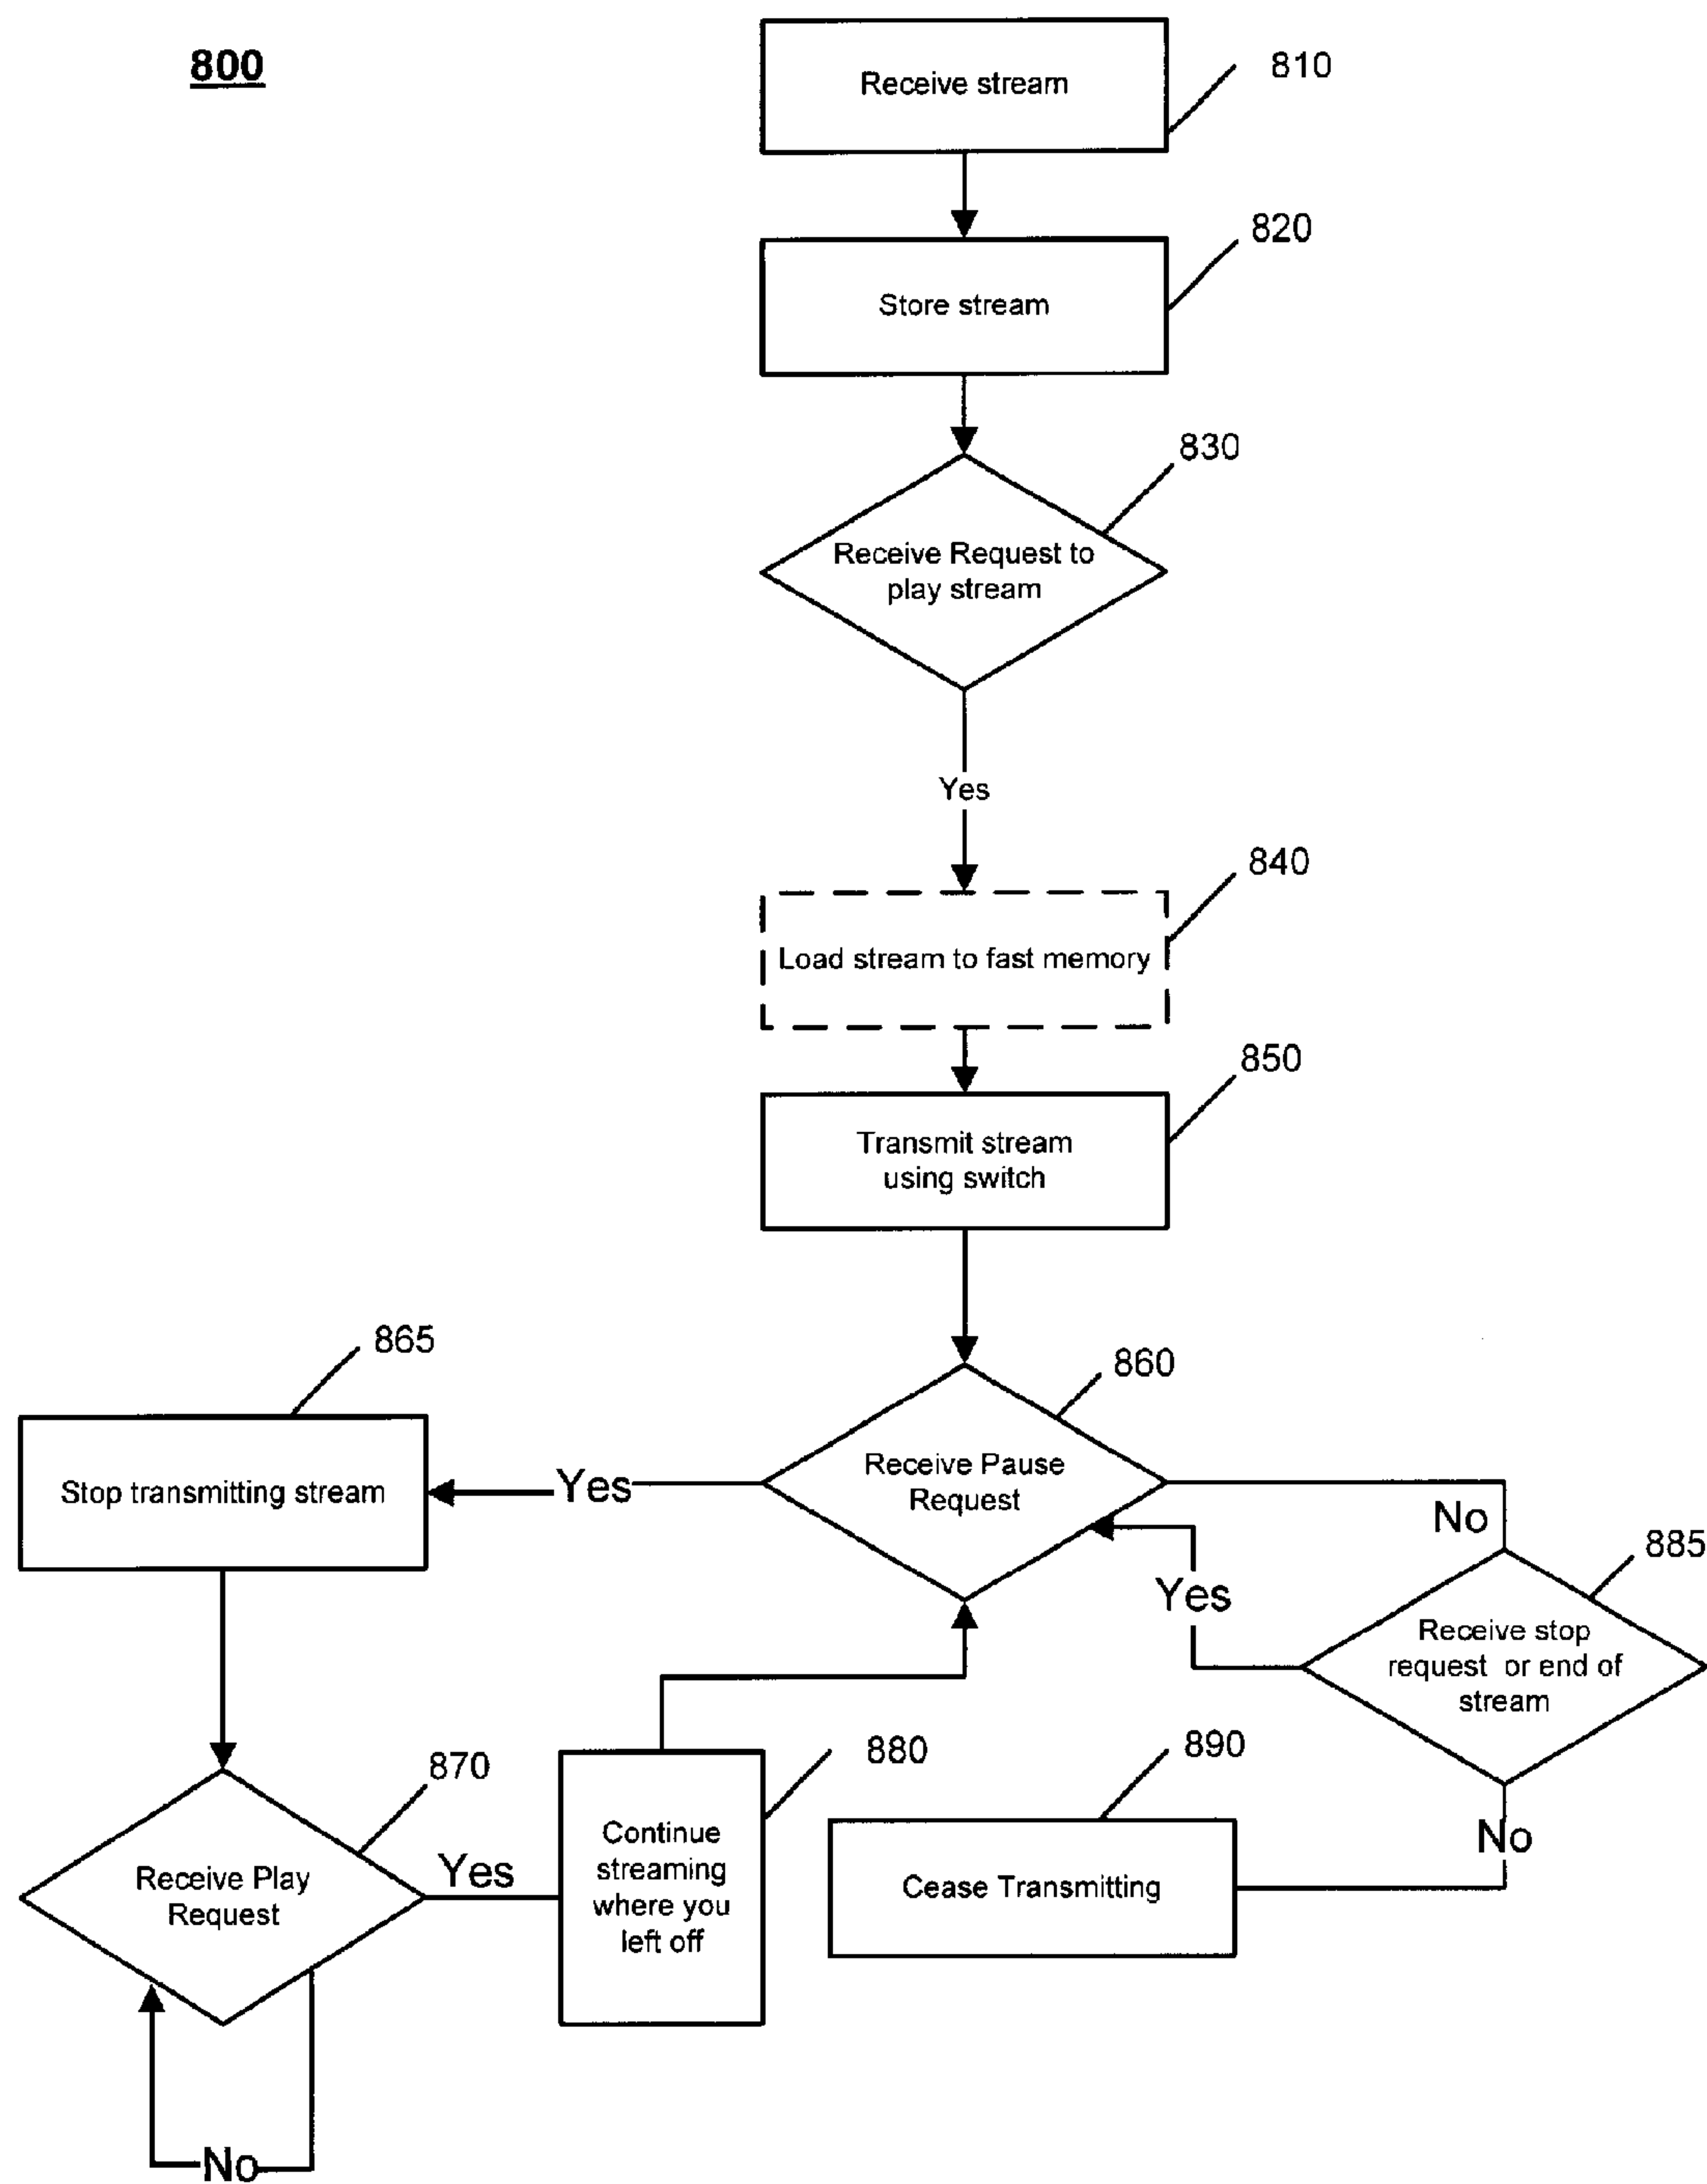 800
Receive stream
810
820
Store stream
830
Receive Request to
play stream
Yes
840
Load stream to fast memory
850
Transmit stream
using switch
865
860
Stop transmitting stream
Yes
Receive Pause
Request
No
885
Yes
Receive stop
request or end of
stream
870
880
890
Receive Play
Request
Yes
Continue
streaming
where you
left off
Cease Transmitting
No
No